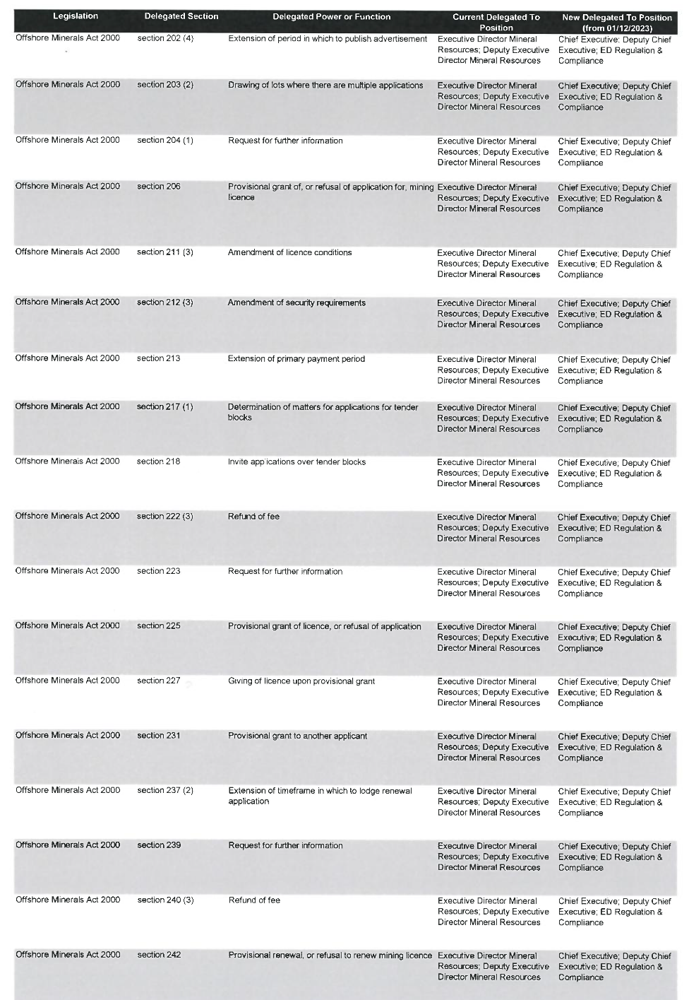 Legislation Delegated Section Delegated Power or Function Current Delegated To New Delegated To Position
Position (from 01/12/2023)
Offshore Minerals Act 2000 section 202 (4) Extension of period in which to publish advertisement Executive Director Mineral Chief Executive; Deputy Chief
Resources; Deputy Executive Executive; ED Regulation &
Director Mineral Resources Compliance
Offshore Minerals Act 2000 section 203 (2) Drawing of lots where there are multiple applications Executive Director Mineral Chief Executive; Deputy Chief
Resources; Deputy Executive Executive; ED Regulation &
Director Mineral Resources Compliance
Offshore Minerals Act 2000 section 204 (1) Request for further information Executive Director Mineral Chief Executive; Deputy Chief
Resources; Deputy Executive Executive; ED Regulation &
Director Mineral Resources Compliance
Offshore Minerals Act 2000 section 206 Provisional grant of, or refusal of application for, mining Executive Director Mineral Chief Executive; Deputy Chief
licence Resources; Deputy Executive Executive; ED Regulation &
Director Mineral Resources Compliance
Offshore Minerals Act 2000 section 211 (3) Amendment of licence conditions Executive Director Mineral Chief Executive; Deputy Chief
Resources; Deputy Executive Executive; ED Regulation &
Director Mineral Resources Compliance
Offshore Minerals Act 2000 section 212 (3) Amendment of security requirements Executive Director Mineral Chief Executive; Deputy Chief
Resources; Deputy Executive Executive; ED Regulation &
Director Mineral Resources Compliance
Offshore Minerals Act 2000 section 213 Extension of primary payment period Executive Director Mineral Chief Executive; Deputy Chief
Resources; Deputy Executive Executive; ED Regulation &
Director Mineral Resources Compliance
Offshore Minerals Act 2000 section 217 (1) Determination of matters for applications for tender Executive Director Mineral Chief Executive; Deputy Chief
blocks Resources; Deputy Executive Executive; ED Regulation &
Director Mineral Resources Compliance
Offshore Minerals Act 2000 section 218 Invite applications over tender blocks Executive Director Mineral Chief Executive; Deputy Chief
Resources; Deputy Executive Executive; ED Regulation &
Director Mineral Resources Compliance
Offshore Minerals Act 2000 section 222 (3) Refund of fee Executive Director Mineral Chief Executive; Deputy Chief
Resources; Deputy Executive Executive; ED Regulation &
Director Mineral Resources Compliance
Offshore Minerals Act 2000 section 223 Request for further information Executive Director Mineral Chief Executive; Deputy Chief
Resources; Deputy Executive Executive; ED Regulation &
Director Mineral Resources Compliance
Offshore Minerals Act 2000 section 225 Provisional grant of licence, or refusal of application Executive Director Mineral Chief Executive; Deputy Chief
Resources; Deputy Executive Executive; ED Regulation &
Director Mineral Resources Compliance
Offshore Minerals Act 2000 section 227 Giving of licence upon provisional grant Executive Director Mineral Chief Executive; Deputy Chief
Resources; Deputy Executive Executive; ED Regulation &
Director Mineral Resources Compliance
Offshore Minerals Act 2000 section 231 Provisional grant to another applicant Executive Director Mineral Chief Executive; Deputy Chief
Resources; Deputy Executive Executive; ED Regulation &
Director Mineral Resources Compliance
Offshore Minerals Act 2000 section 237 (2) Extension of timeframe in which to lodge renewal Executive Director Mineral Chief Executive; Deputy Chief
application Resources; Deputy Executive Executive; ED Regulation &
Director Mineral Resources Compliance
Offshore Minerals Act 2000 section 239 Request for further information Executive Director Mineral Chief Executive; Deputy Chief
Resources; Deputy Executive Executive; ED Regulation &
Director Mineral Resources Compliance
Offshore Minerals Act 2000 section 240 (3) Refund of fee Executive Director Mineral Chief Executive; Deputy Chief
Resources; Deputy Executive Executive; ED Regulation &
Director Mineral Resources Compliance
Offshore Minerals Act 2000 section 242 Provisional renewal, or refusal to renew mining licence Executive Director Mineral Chief Executive; Deputy Chief
Resources; Deputy Executive Executive; ED Regulation &
Director Mineral Resources Compliance